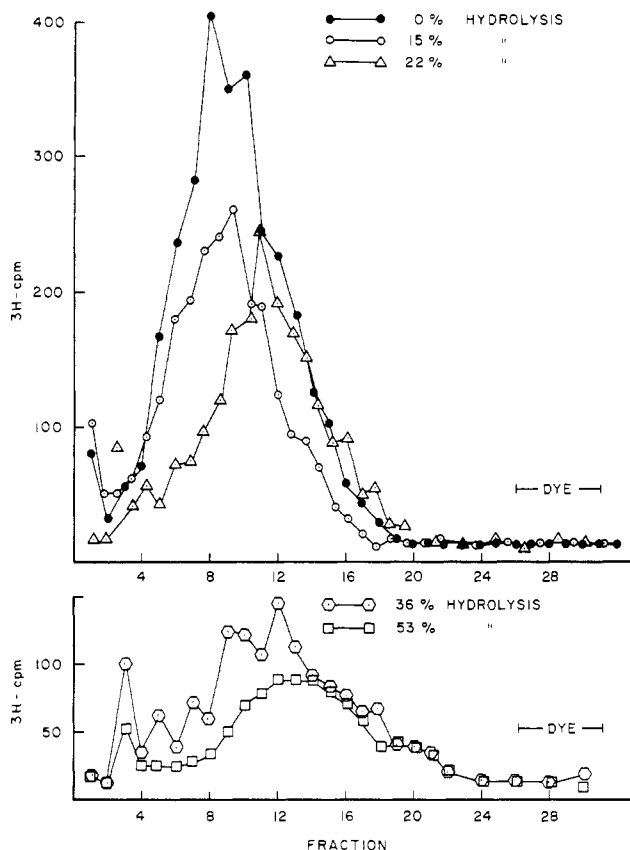 0 % HYDROLYSIS
15 % "
22 % "
400
300
200
100
3H-cpm
DYE
4 8 12 16 20 24 28
36 % HYDROLYSIS
53 % "
100
50
3H-cpm
DYE
4 8 12 16 20 24 28
FRACTION